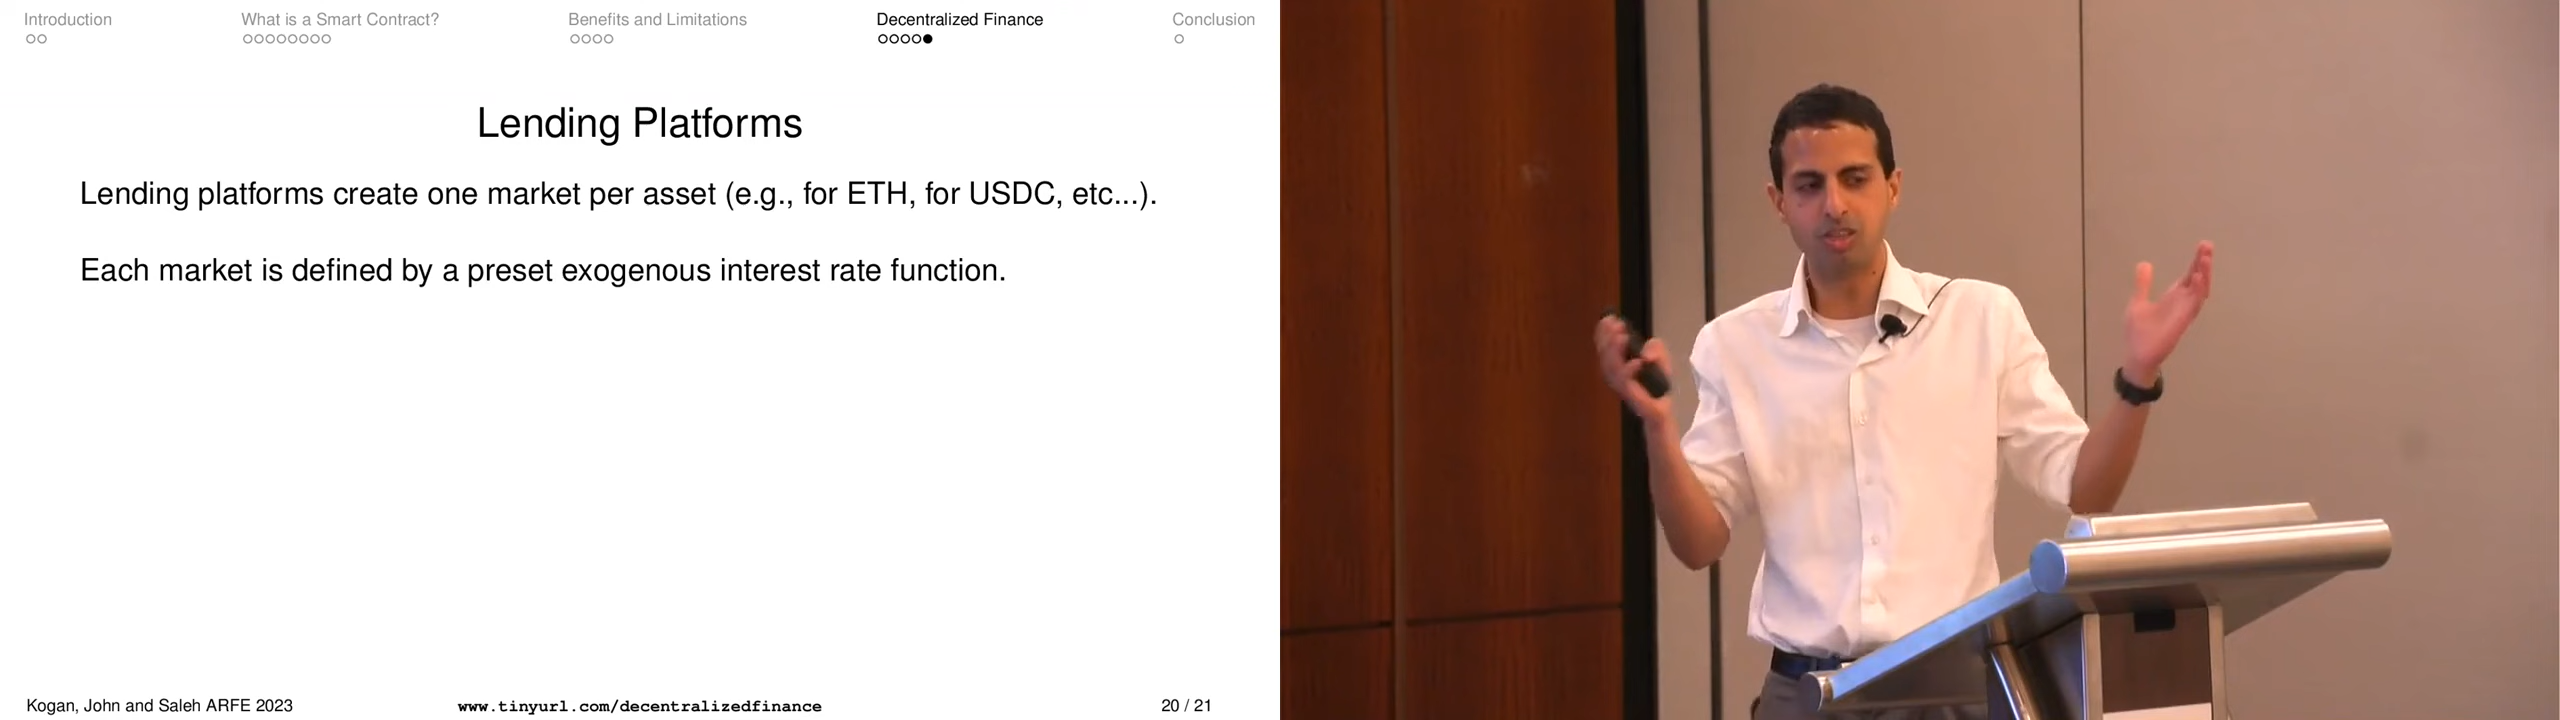 Introduction
What is a Smart Contract?
Benefits and Limitations
Decentralized Finance
Conclusion
Lending Platforms
Lending platforms create one market per asset (e.g., for ETH, for USDC, etc...).
Each market is defined by a preset exogenous interest rate function.
Kogan, John and Saleh ARFE 2023
www.tinyurl.com/decentralizedfinance
20 / 21